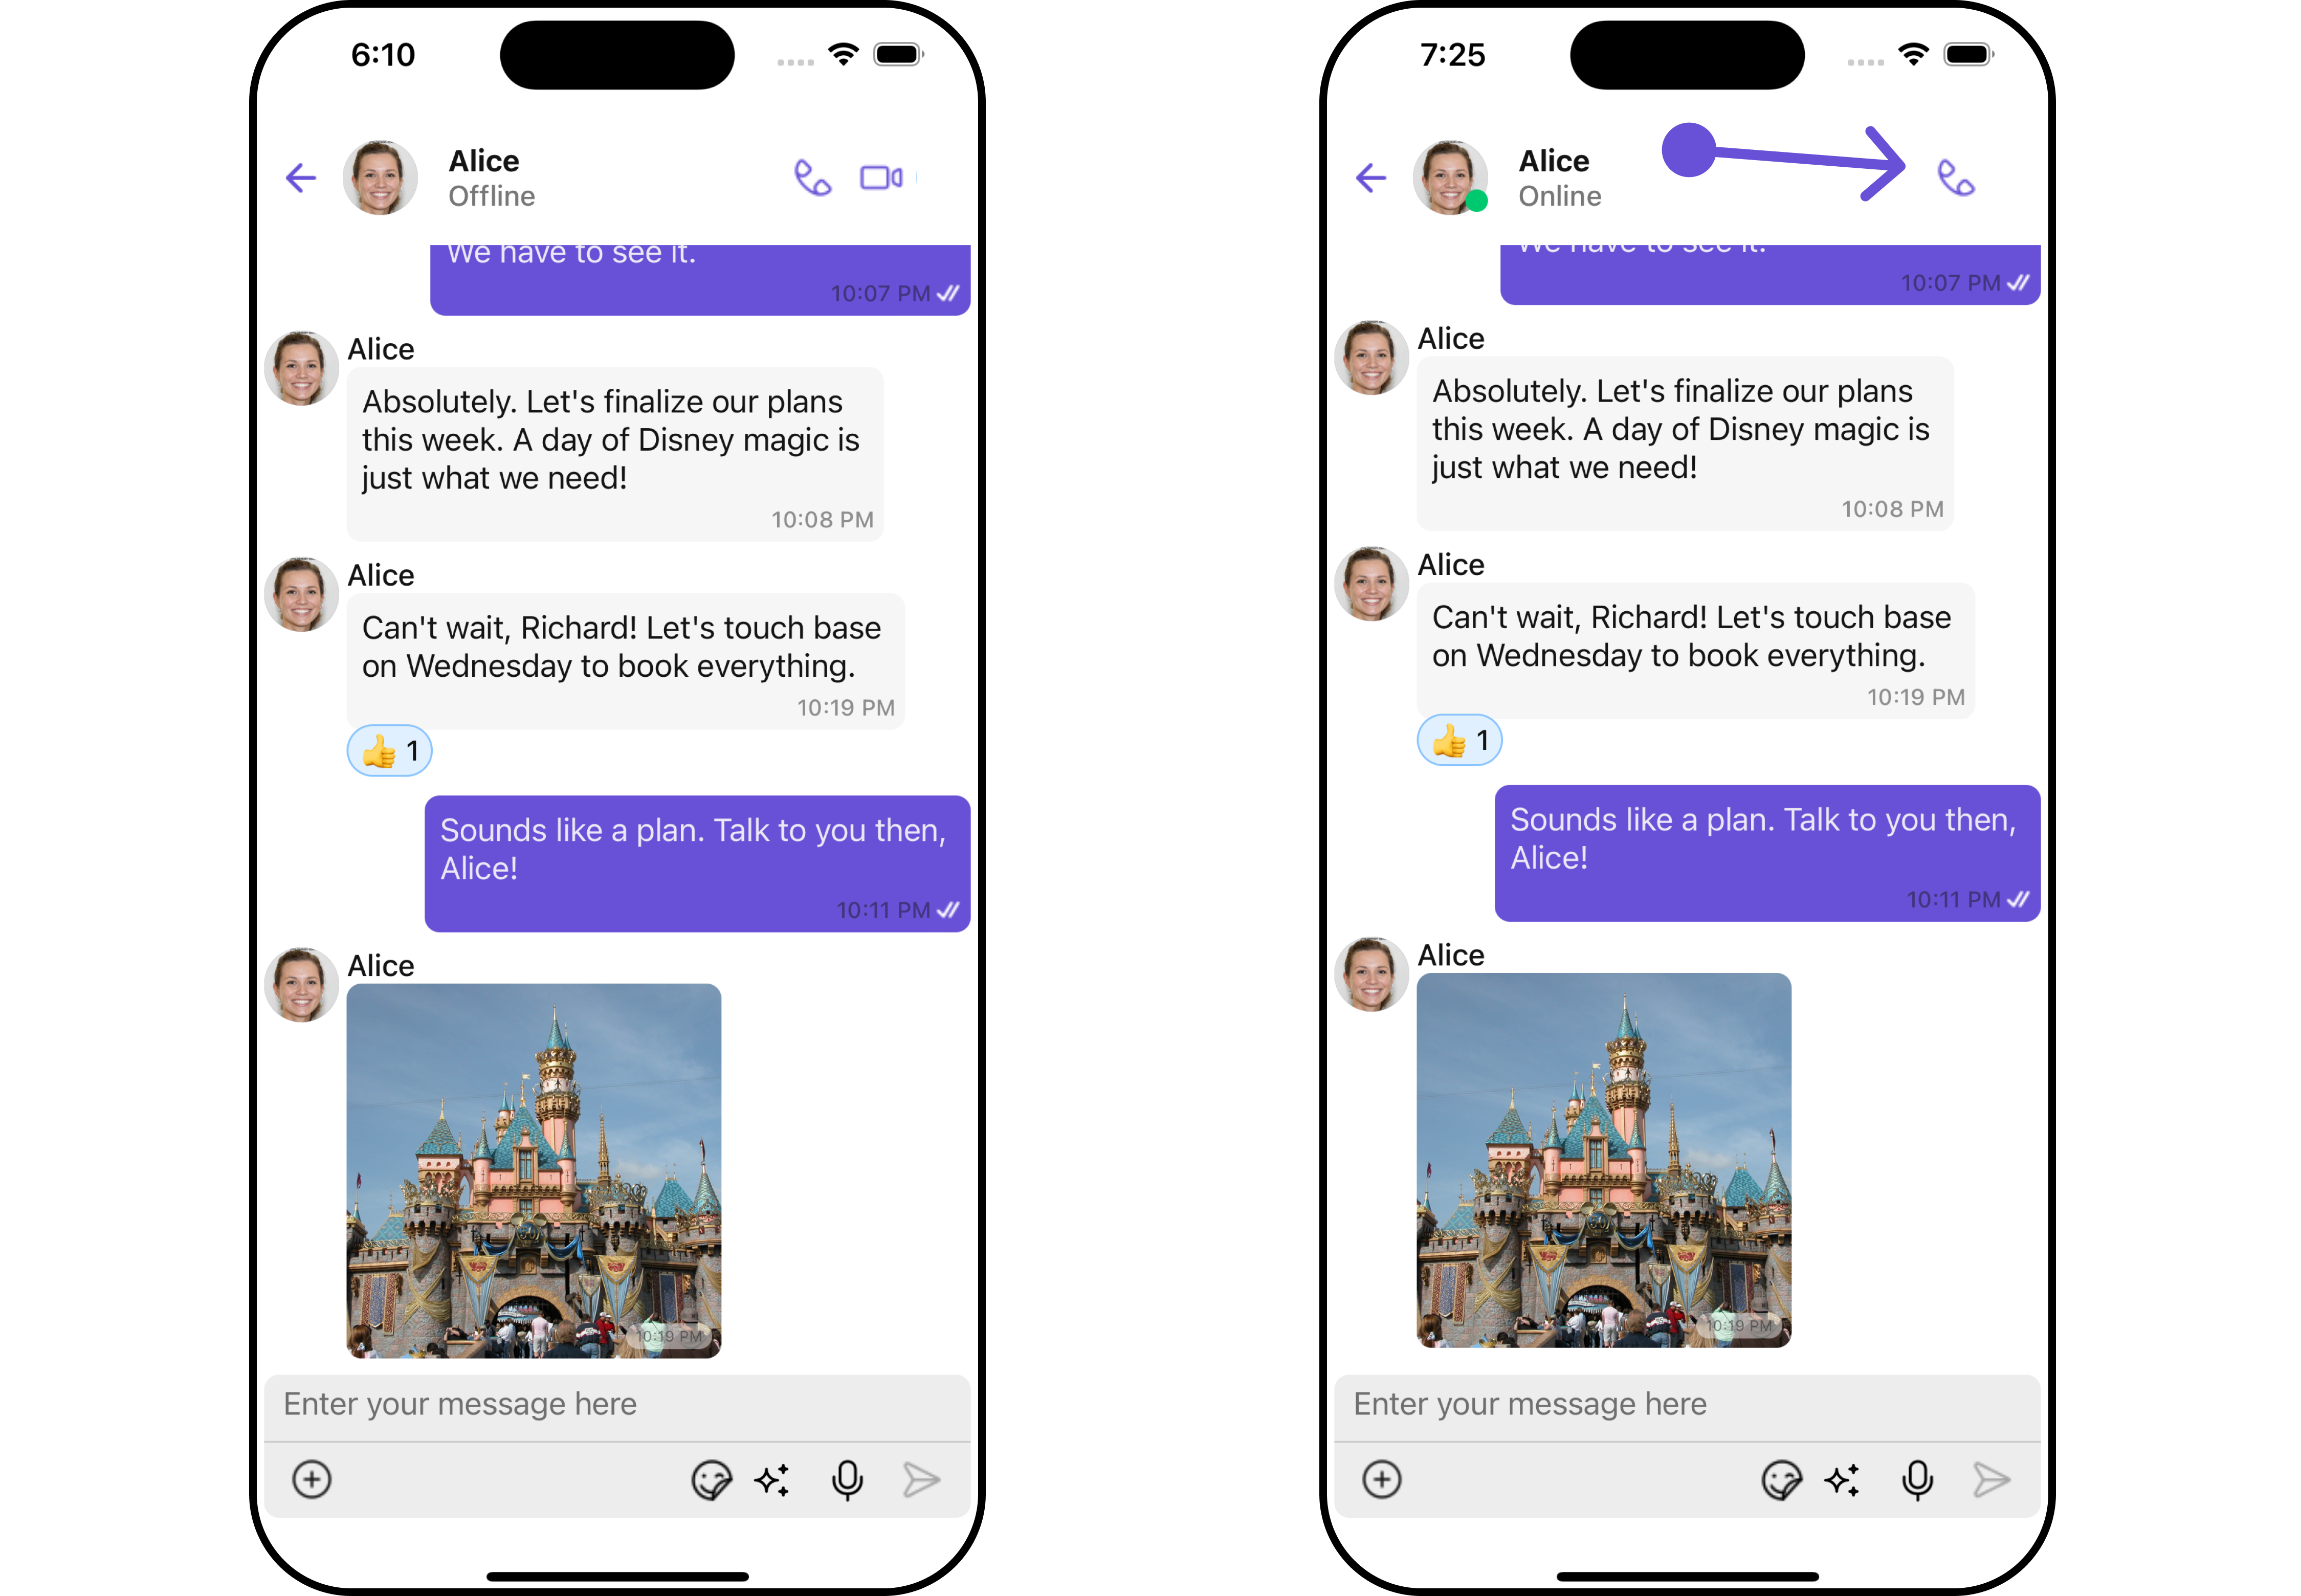 6:10
Alice
Offline
We have to see it.
10:07 PM
Alice
Absolutely. Let's finalize our plans
this week. A day of Disney magic is
just what we need!
10:08 PM
Alice
Can't wait, Richard! Let's touch base
on Wednesday to book everything.
10:19 PM
👍 1
Sounds like a plan. Talk to you then,
Alice!
10:11 PM
Alice
10:19 PM
Enter your message here
7:25
Alice
Online
We have to see it.
10:07 PM
Alice
Absolutely. Let's finalize our plans
this week. A day of Disney magic is
just what we need!
10:08 PM
Alice
Can't wait, Richard! Let's touch base
on Wednesday to book everything.
10:19 PM
👍 1
Sounds like a plan. Talk to you then,
Alice!
10:11 PM
Alice
10:19 PM
Enter your message here